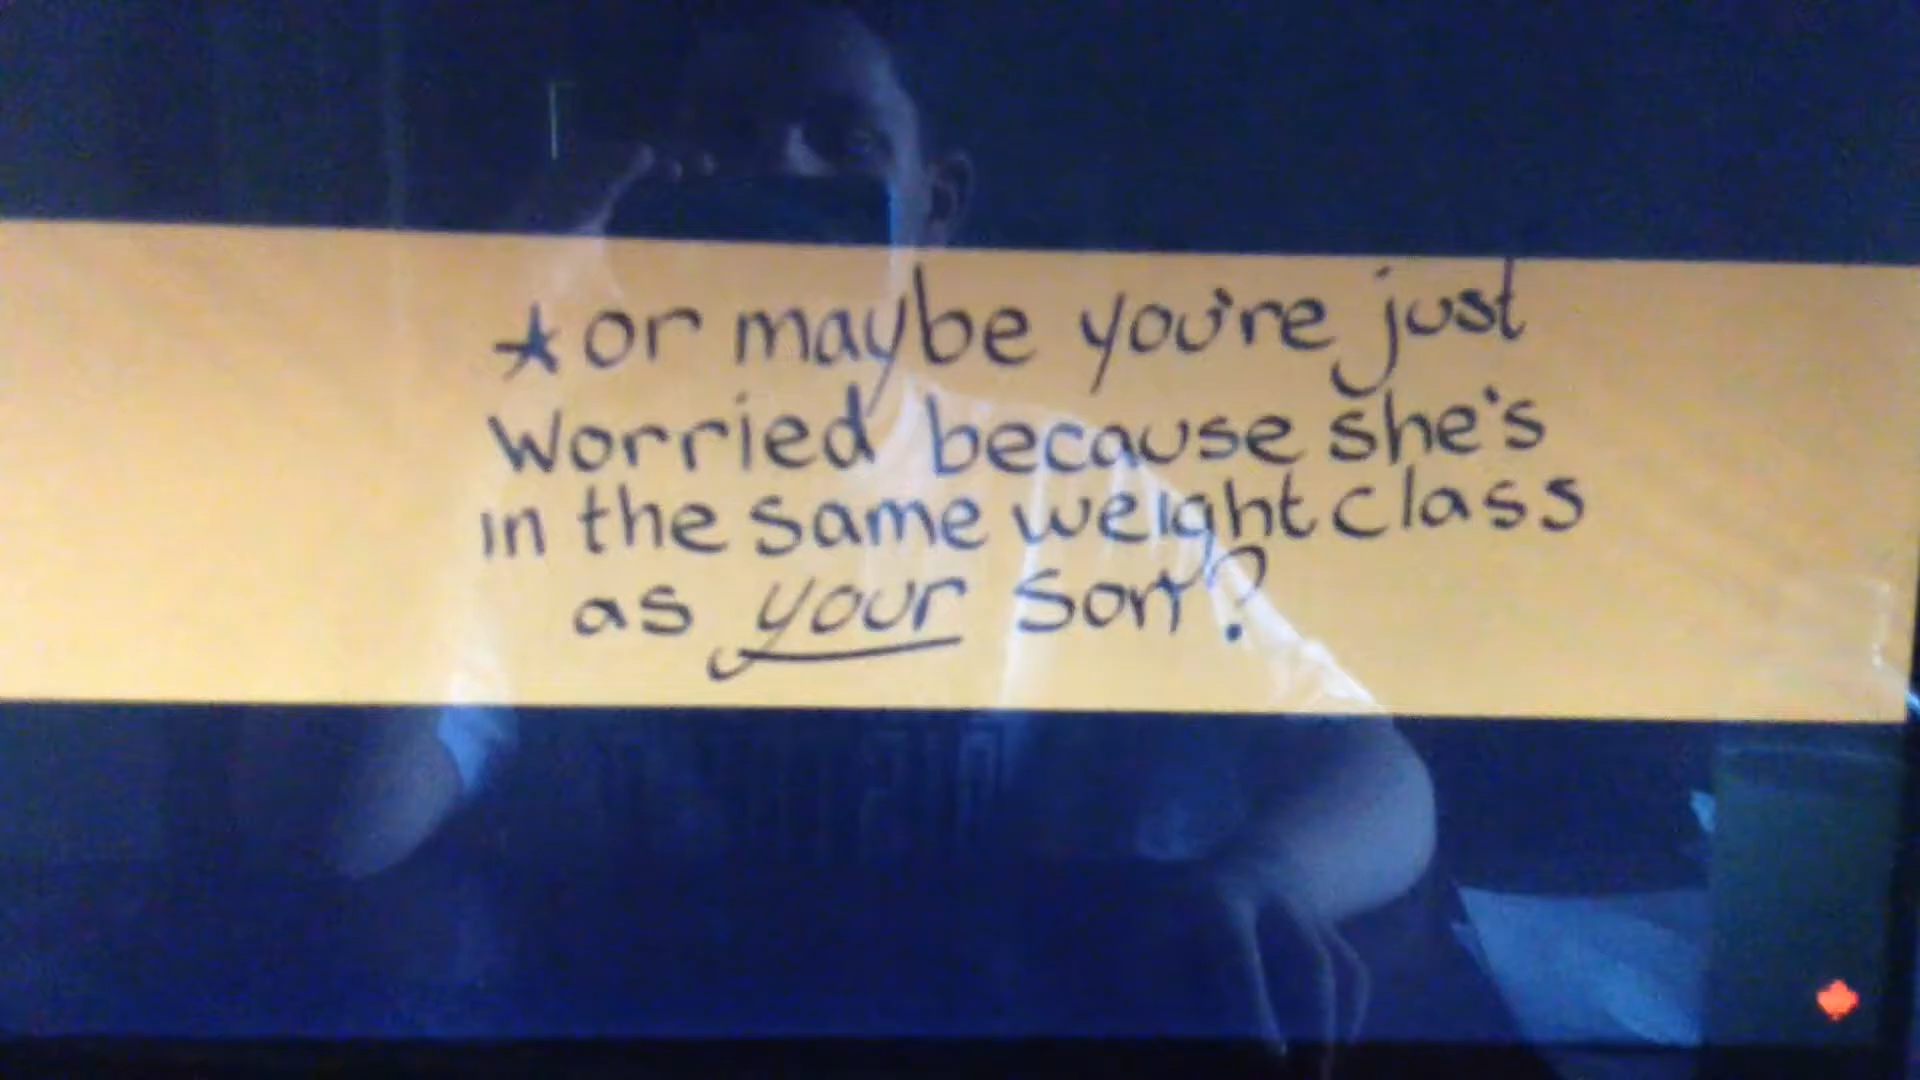 ★or maybe you're just
worried because she's
in the same weight class
as your son?